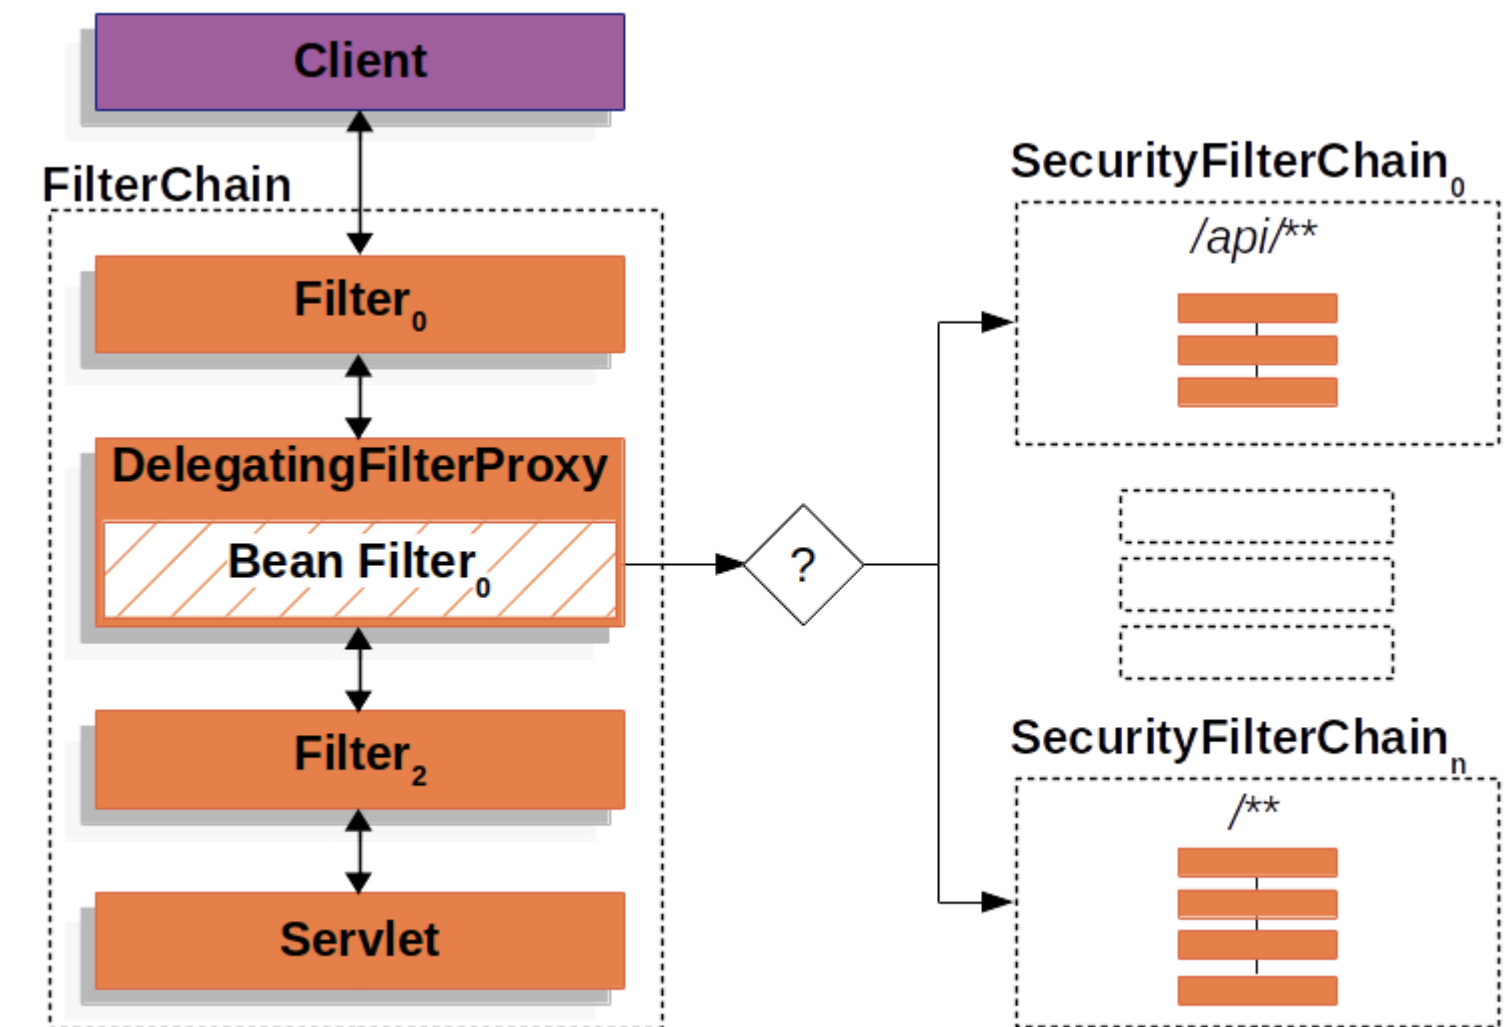 Client
FilterChain
Filter0
DelegatingFilterProxy
Bean Filter0
Filter2
Servlet
?
SecurityFilterChain0
/api/**
SecurityFilterChainn
/**